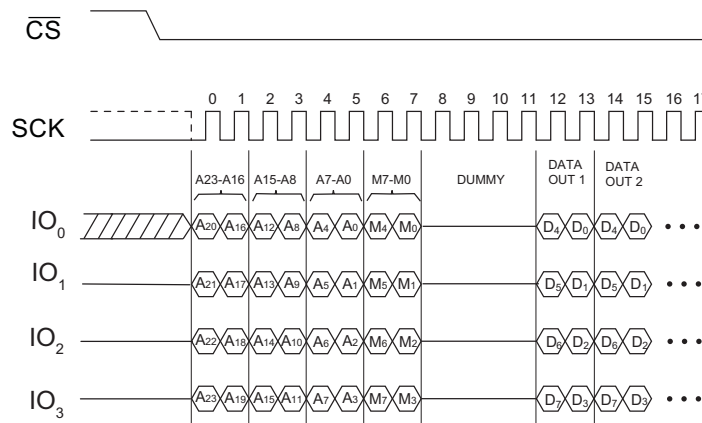 CS
0 1 2 3 4 5 6 7 8 9 10 11 12 13 14 15 16 17
SCK
A23-A16 A15-A8 A7-A0 M7-M0 DUMMY DATA OUT 1 DATA OUT 2
IO0 A20 A16 A12 A8 A4 A0 M4 M0 D4 D0 D4 D0 • • •
IO1 A21 A17 A13 A9 A5 A1 M5 M1 D5 D1 D5 D1 • • •
IO2 A22 A18 A14 A10 A6 A2 M6 M2 D6 D2 D6 D2 • • •
IO3 A23 A19 A15 A11 A7 A3 M7 M3 D7 D3 D7 D3 • • •